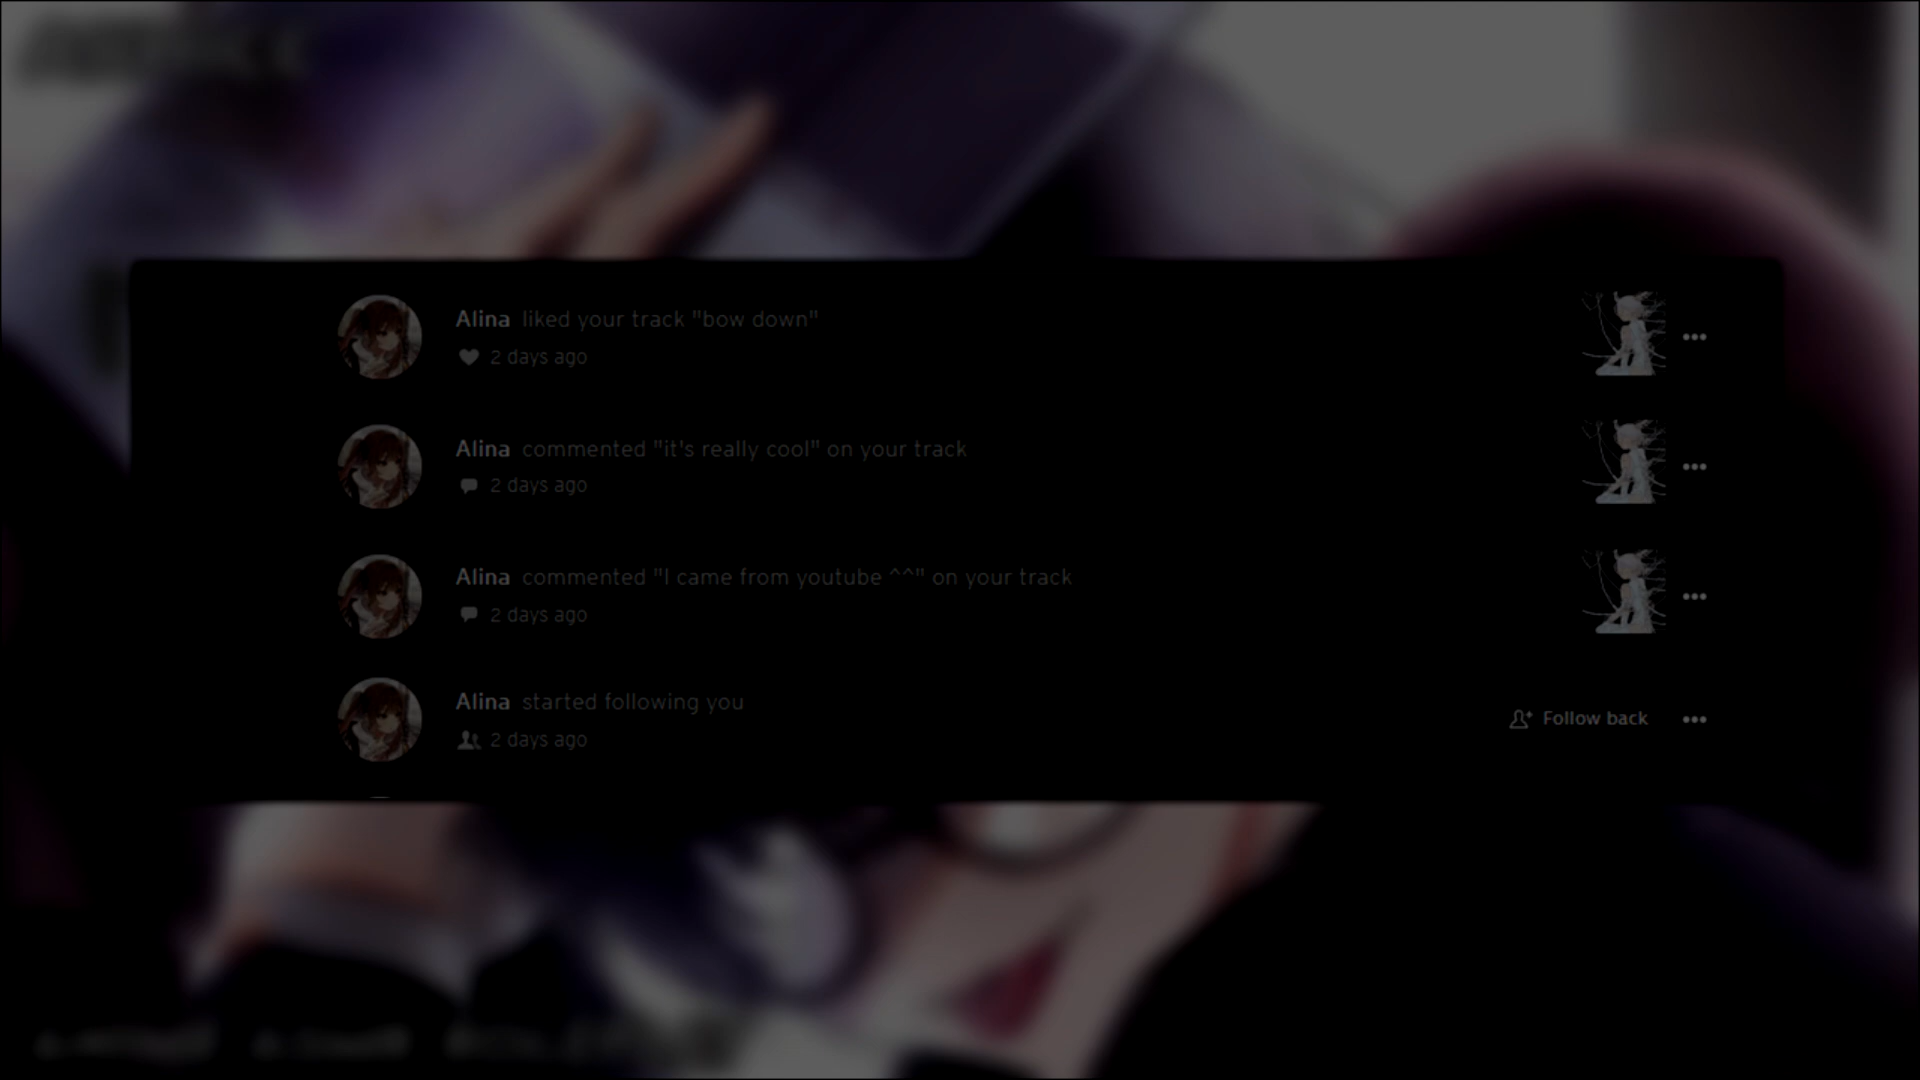 Alina liked your track "bow down"
2 days ago
Alina commented "it's really cool" on your track
2 days ago
Alina commented "I came from youtube ^^" on your track
2 days ago
Alina started following you
Follow back
2 days ago